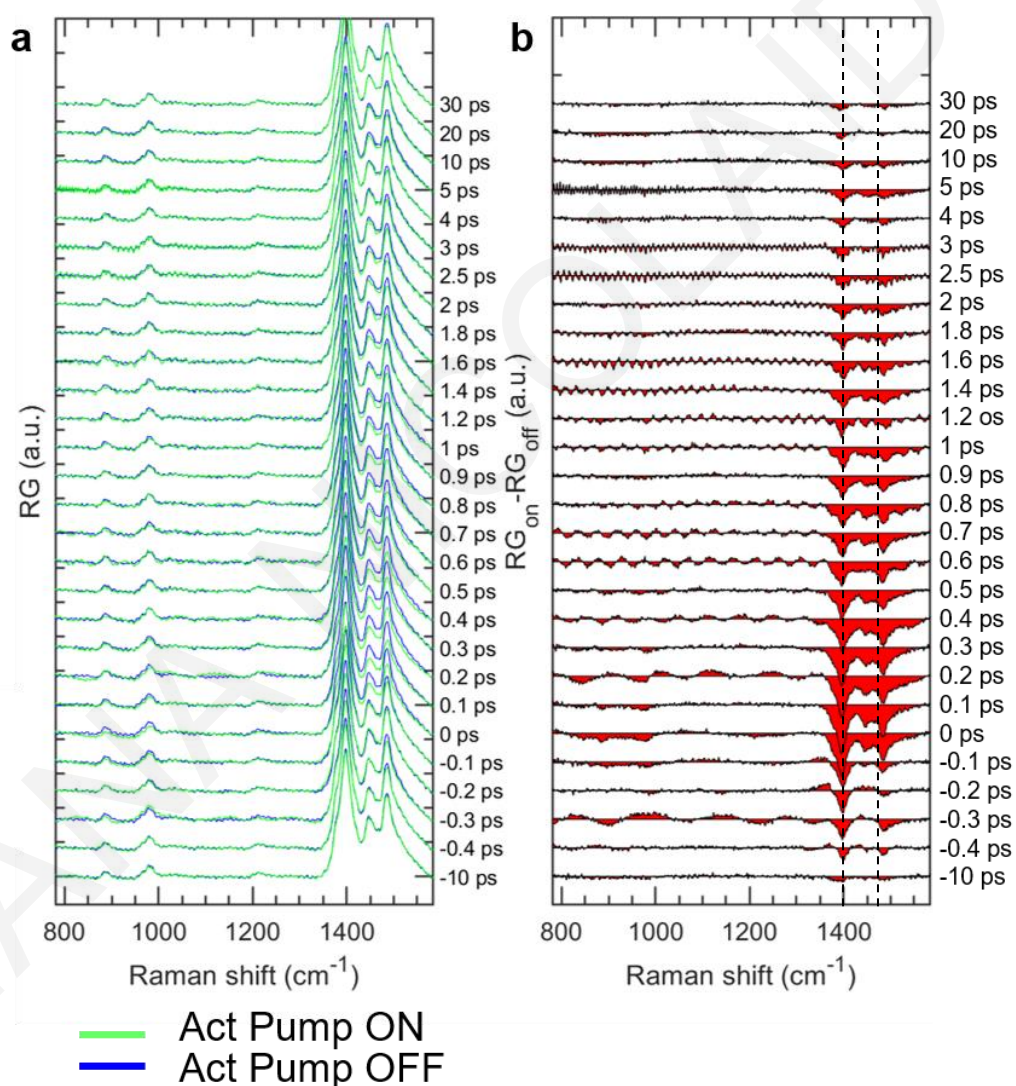 a
b
30 ps
20 ps
10 ps
5 ps
4 ps
3 ps
2.5 ps
2 ps
1.8 ps
1.6 ps
1.4 ps
1.2 ps
1 ps
0.9 ps
0.8 ps
0.7 ps
0.6 ps
0.5 ps
0.4 ps
0.3 ps
0.2 ps
0.1 ps
0 ps
-0.1 ps
-0.2 ps
-0.3 ps
-0.4 ps
-10 ps
RG (a.u.)
800 1000 1200 1400
Raman shift (cm-1)
30 ps
20 ps
10 ps
5 ps
4 ps
3 ps
2.5 ps
2 ps
1.8 ps
1.6 ps
1.4 ps
1.2 os
1 ps
0.9 ps
0.8 ps
0.7 ps
0.6 ps
0.5 ps
0.4 ps
0.3 ps
0.2 ps
0.1 ps
0 ps
-0.1 ps
-0.2 ps
-0.3 ps
-0.4 ps
-10 ps
RGon-RGoff (a.u.)
800 1000 1200 1400
Raman shift (cm-1)
Act Pump ON
Act Pump OFF